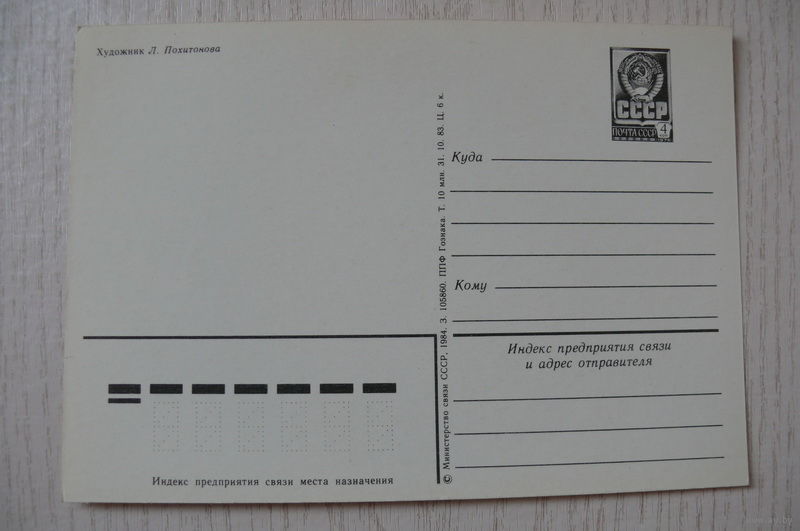 Художник Л. Похитонова
СССР
ПОЧТА СССР 4
Куда
Кому
Индекс предприятия связи
и адрес отправителя
© Министерство связи СССР, 1984. З. 105860. ППФ Гознака. Т. 10 млн. 31. 10. 83. Ц. 6 к.
Индекс предприятия связи места назначения